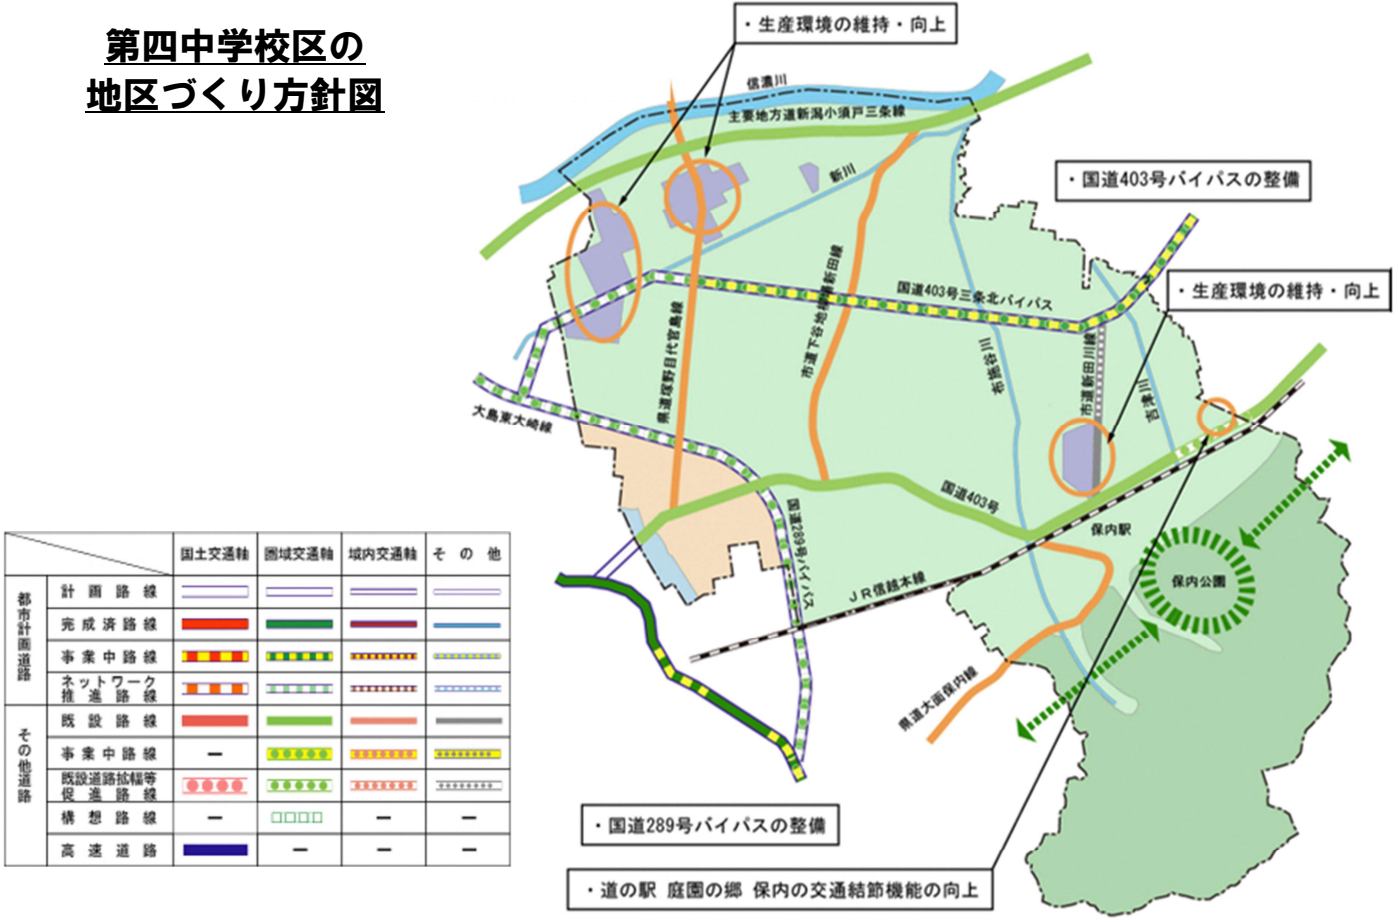 第四中学校区の
地区づくり方針図
・生産環境の維持・向上
信濃川
主要地方道新潟小須戸三条線
新川
・国道403号バイパスの整備
・生産環境の維持・向上
国道403号三条北バイパス
県道塚野目代官島線
布施谷川
市道新田川線
吉津川
大島東大崎線
国道403号
国道289号バイパス
保内駅
JR信越本線
保内公園
県道大面保内線
・国道289号バイパスの整備
・道の駅 庭園の郷 保内の交通結節機能の向上
国土交通軸 圏域交通軸 域内交通軸 その他
都市計画道路
計画路線
完成済路線
事業中路線
ネットワーク
推進路線
その他道路
既設路線
事業中路線 ー
既設道路拡幅等
促進路線
構想路線 ー ー ー
高速道路 ー ー ー